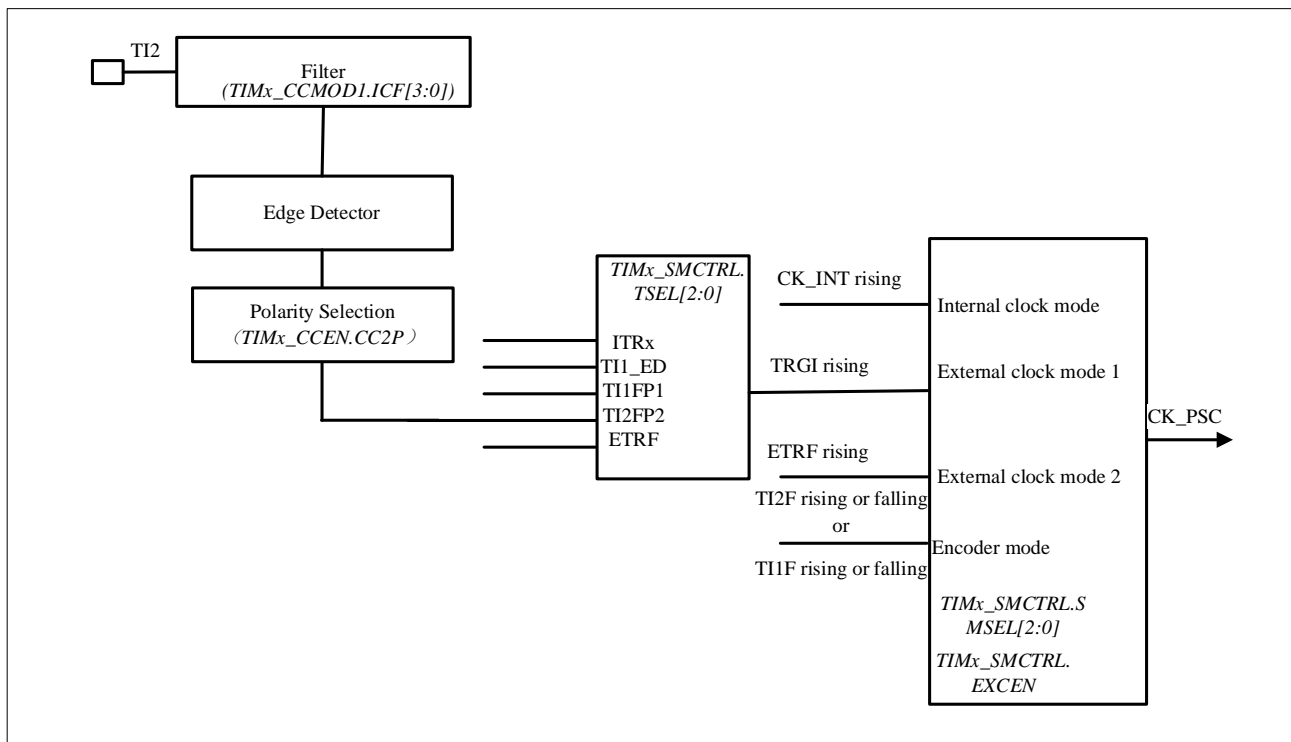 TI2
Filter
(TIMx_CCMOD1.ICF[3:0])
Edge Detector
Polarity Selection
（TIMx_CCEN.CC2P）
TIMx_SMCTRL.
TSEL[2:0]
ITRx
TI1_ED
TI1FP1
TI2FP2
ETRF
CK_INT rising
TRGI rising
ETRF rising
TI2F rising or falling
or
TI1F rising or falling
Internal clock mode
External clock mode 1
External clock mode 2
Encoder mode
TIMx_SMCTRL.S
MSEL[2:0]
TIMx_SMCTRL.
EXCEN
CK_PSC